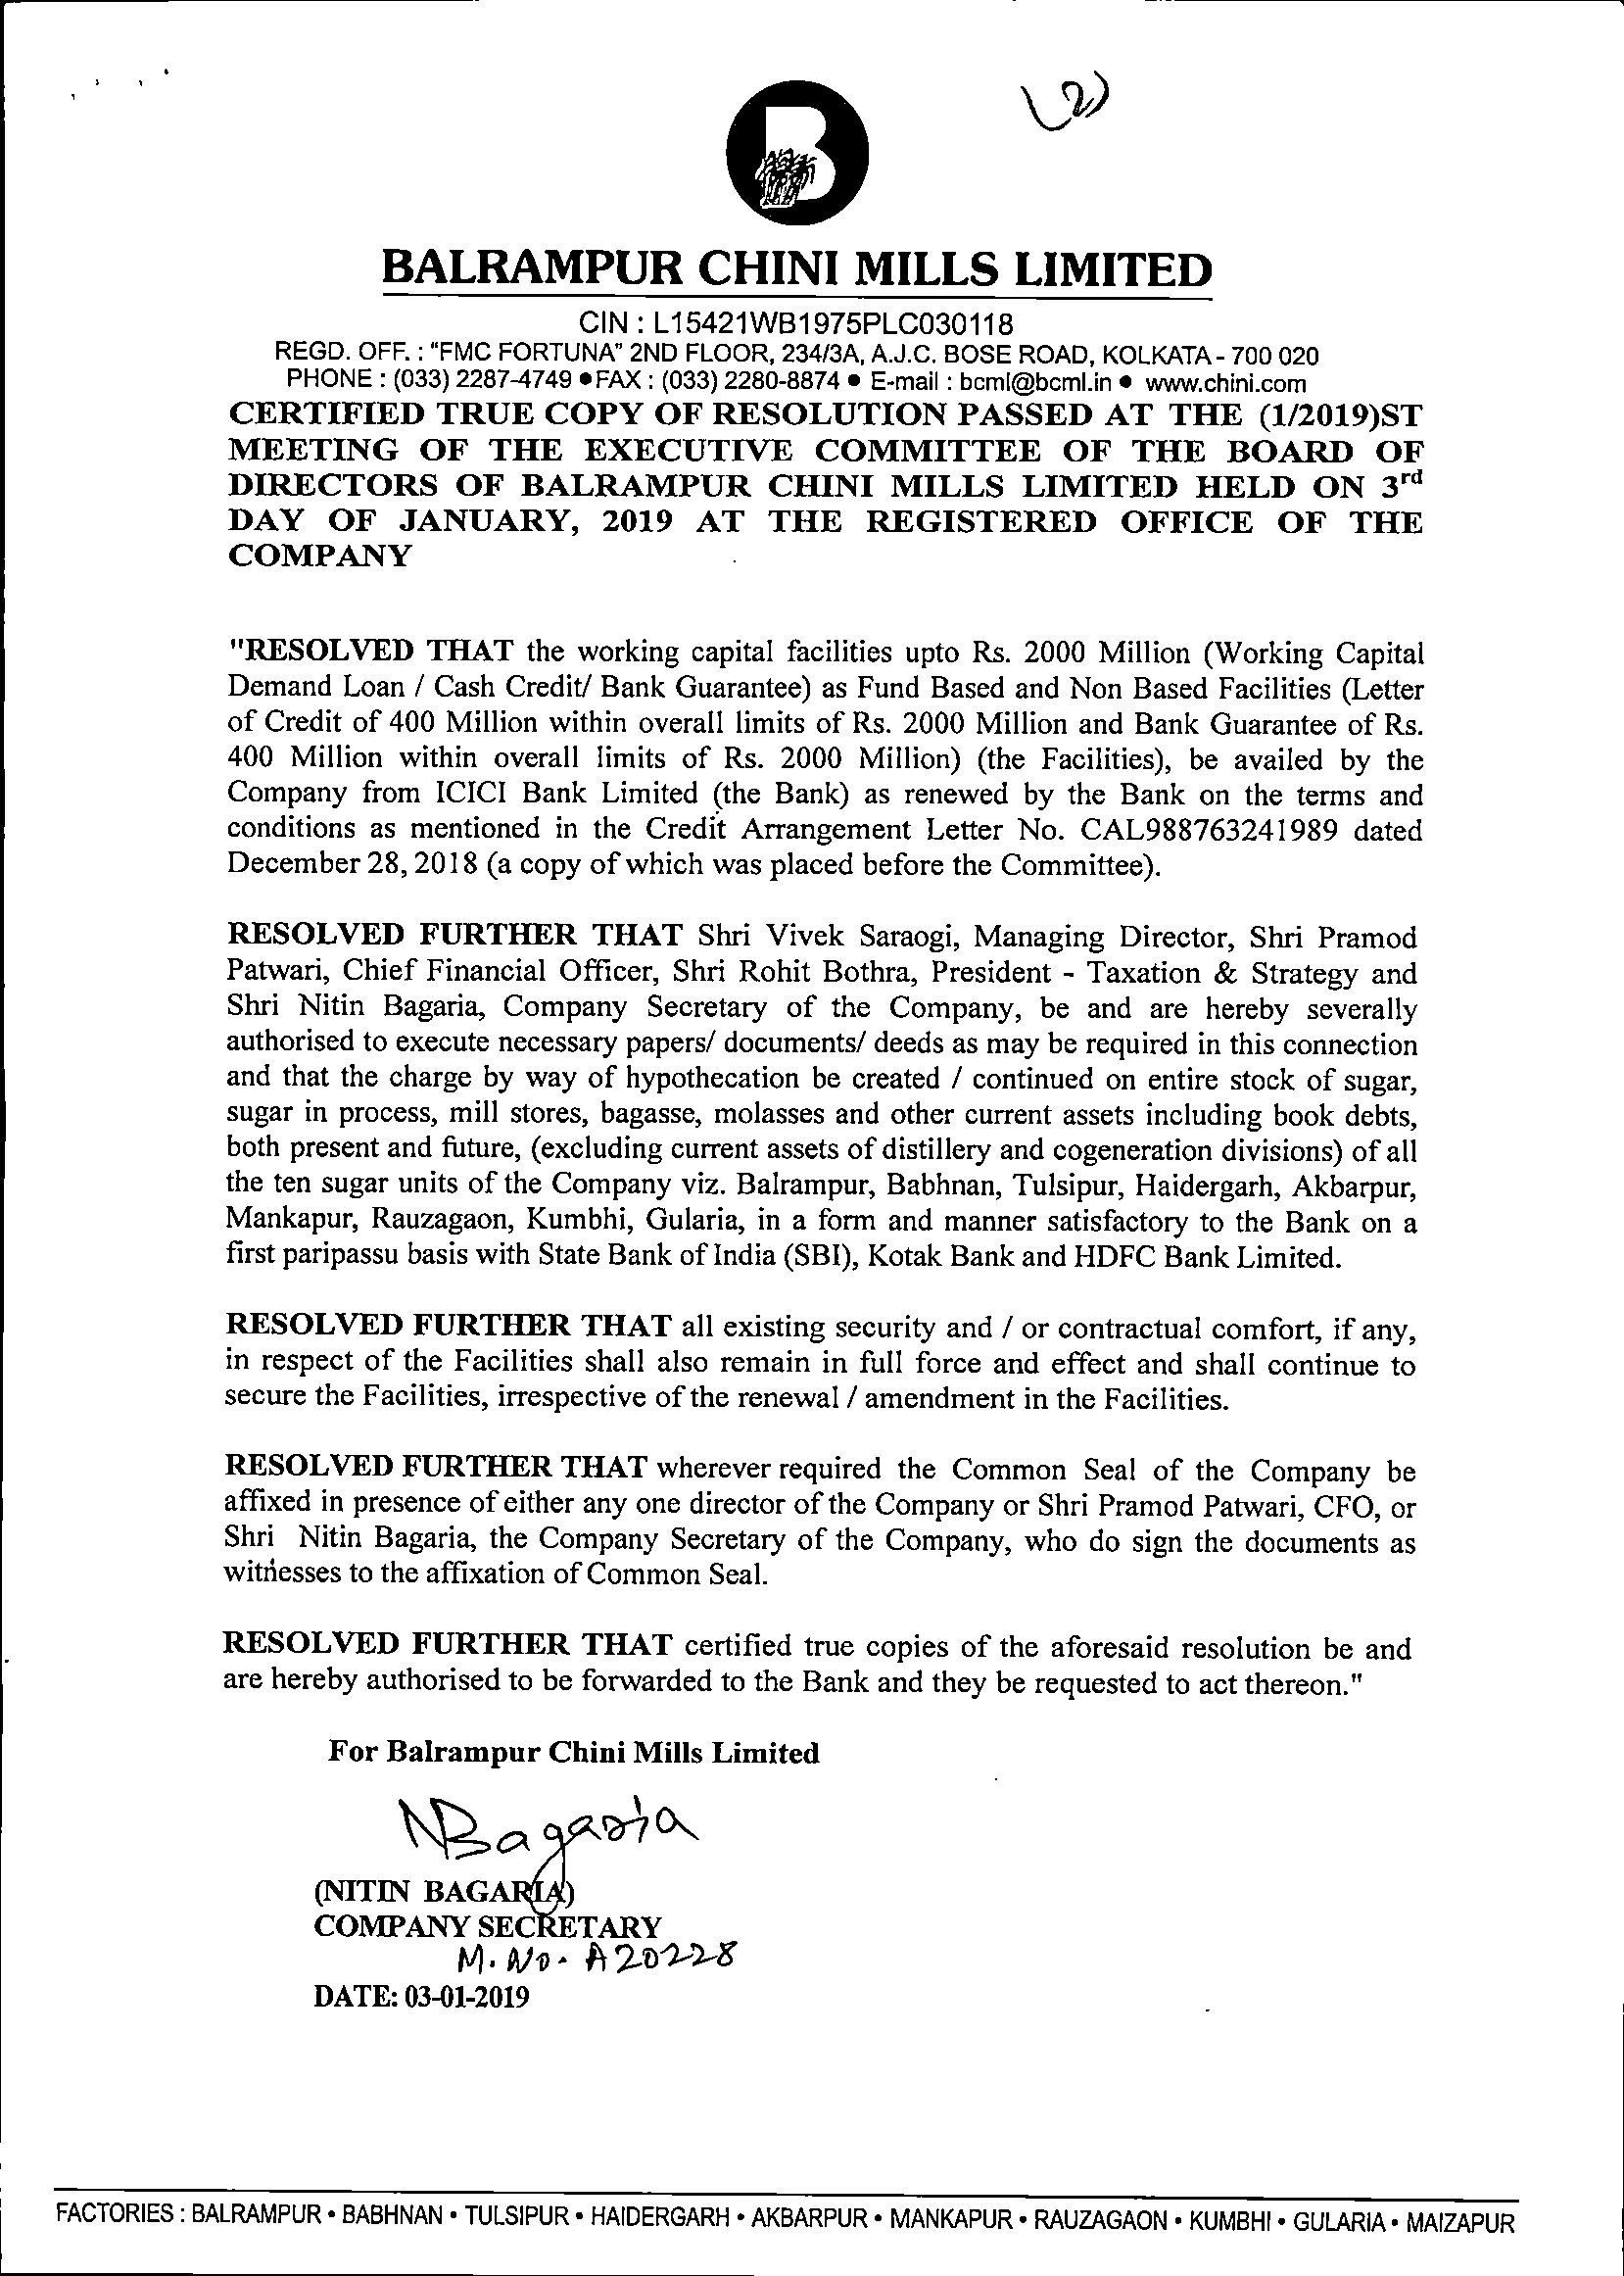 (2)
B
BALRAMPUR CHINI MILLS LIMITED
CIN : L15421WB1975PLC030118
REGD. OFF. : "FMC FORTUNA" 2ND FLOOR, 234/3A, A.J.C. BOSE ROAD, KOLKATA - 700 020
PHONE : (033) 2287-4749 ● FAX : (033) 2280-8874 ● E-mail : bcml@bcml.in ● www.chini.com
CERTIFIED TRUE COPY OF RESOLUTION PASSED AT THE (1/2019)ST
MEETING OF THE EXECUTIVE COMMITTEE OF THE BOARD OF
DIRECTORS OF BALRAMPUR CHINI MILLS LIMITED HELD ON 3rd
DAY OF JANUARY, 2019 AT THE REGISTERED OFFICE OF THE
COMPANY
"RESOLVED THAT the working capital facilities upto Rs. 2000 Million (Working Capital
Demand Loan / Cash Credit/ Bank Guarantee) as Fund Based and Non Based Facilities (Letter
of Credit of 400 Million within overall limits of Rs. 2000 Million and Bank Guarantee of Rs.
400 Million within overall limits of Rs. 2000 Million) (the Facilities), be availed by the
Company from ICICI Bank Limited (the Bank) as renewed by the Bank on the terms and
conditions as mentioned in the Credit Arrangement Letter No. CAL988763241989 dated
December 28, 2018 (a copy of which was placed before the Committee).
RESOLVED FURTHER THAT Shri Vivek Saraogi, Managing Director, Shri Pramod
Patwari, Chief Financial Officer, Shri Rohit Bothra, President - Taxation & Strategy and
Shri Nitin Bagaria, Company Secretary of the Company, be and are hereby severally
authorised to execute necessary papers/ documents/ deeds as may be required in this connection
and that the charge by way of hypothecation be created / continued on entire stock of sugar,
sugar in process, mill stores, bagasse, molasses and other current assets including book debts,
both present and future, (excluding current assets of distillery and cogeneration divisions) of all
the ten sugar units of the Company viz. Balrampur, Babhnan, Tulsipur, Haidergarh, Akbarpur,
Mankapur, Rauzagaon, Kumbhi, Gularia, in a form and manner satisfactory to the Bank on a
first paripassu basis with State Bank of India (SBI), Kotak Bank and HDFC Bank Limited.
RESOLVED FURTHER THAT all existing security and / or contractual comfort, if any,
in respect of the Facilities shall also remain in full force and effect and shall continue to
secure the Facilities, irrespective of the renewal / amendment in the Facilities.
RESOLVED FURTHER THAT wherever required the Common Seal of the Company be
affixed in presence of either any one director of the Company or Shri Pramod Patwari, CFO, or
Shri Nitin Bagaria, the Company Secretary of the Company, who do sign the documents as
witnesses to the affixation of Common Seal.
RESOLVED FURTHER THAT certified true copies of the aforesaid resolution be and
are hereby authorised to be forwarded to the Bank and they be requested to act thereon."
For Balrampur Chini Mills Limited
NBagaria
(NITIN BAGARIA)
COMPANY SECRETARY
M. No. A20228
DATE: 03-01-2019
FACTORIES : BALRAMPUR • BABHNAN • TULSIPUR • HAIDERGARH • AKBARPUR • MANKAPUR • RAUZAGAON • KUMBHI • GULARIA • MAIZAPUR